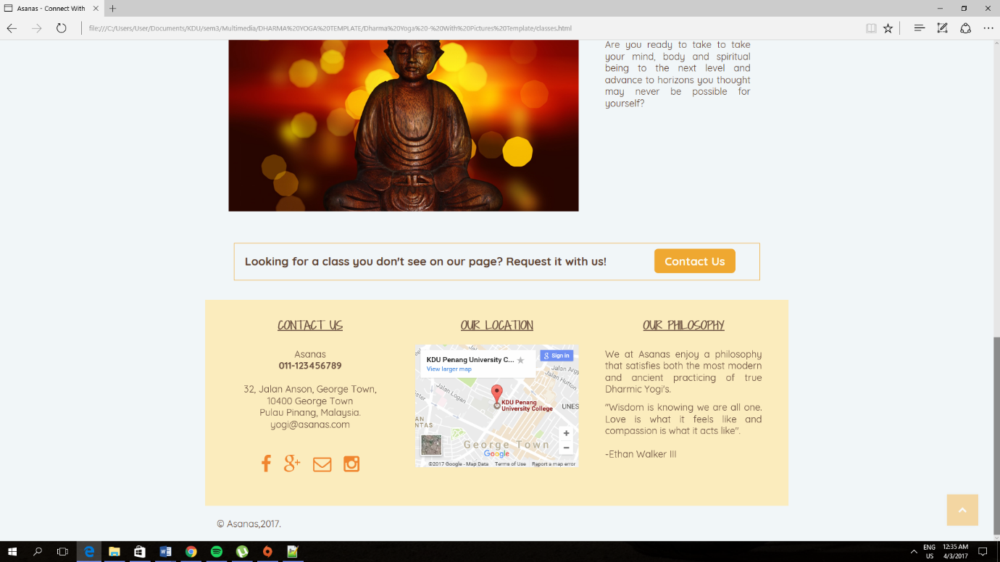 Asanas - Connect With
file:///C:/Users/User/Documents/KDU/sem3/Multimedia/DHARMA%20YOGA%20TEMPLATE/Dharma%20Yoga%20-%20With%20Pictures%20Template/classes.html
Are you ready to take to take
your mind, body and spiritual
being to the next level and
advance to horizons you thought
may never be possible for
yourself?
Looking for a class you don't see on our page? Request it with us!
Contact Us
CONTACT US
Asanas
011-123456789
32, Jalan Anson, George Town,
10400 George Town
Pulau Pinang, Malaysia.
yogi@asanas.com
OUR LOCATION
KDU Penang University C...
View larger map
Sign in
Jalan Argy
Jalan Hutton
Jalan Logan
KDU Penang
University College
UNES
AN
NTAS
George Town
Google
©2017 Google - Map Data
Terms of Use
Report a map error
OUR PHILOSOPHY
We at Asanas enjoy a philosophy
that satisfies both the most modern
and ancient practicing of true
Dharmic Yogi's.
"Wisdom is knowing we are all one.
Love is what it feels like and
compassion is what it acts like".
-Ethan Walker III
© Asanas,2017.
ENG
US
12:35 AM
4/3/2017